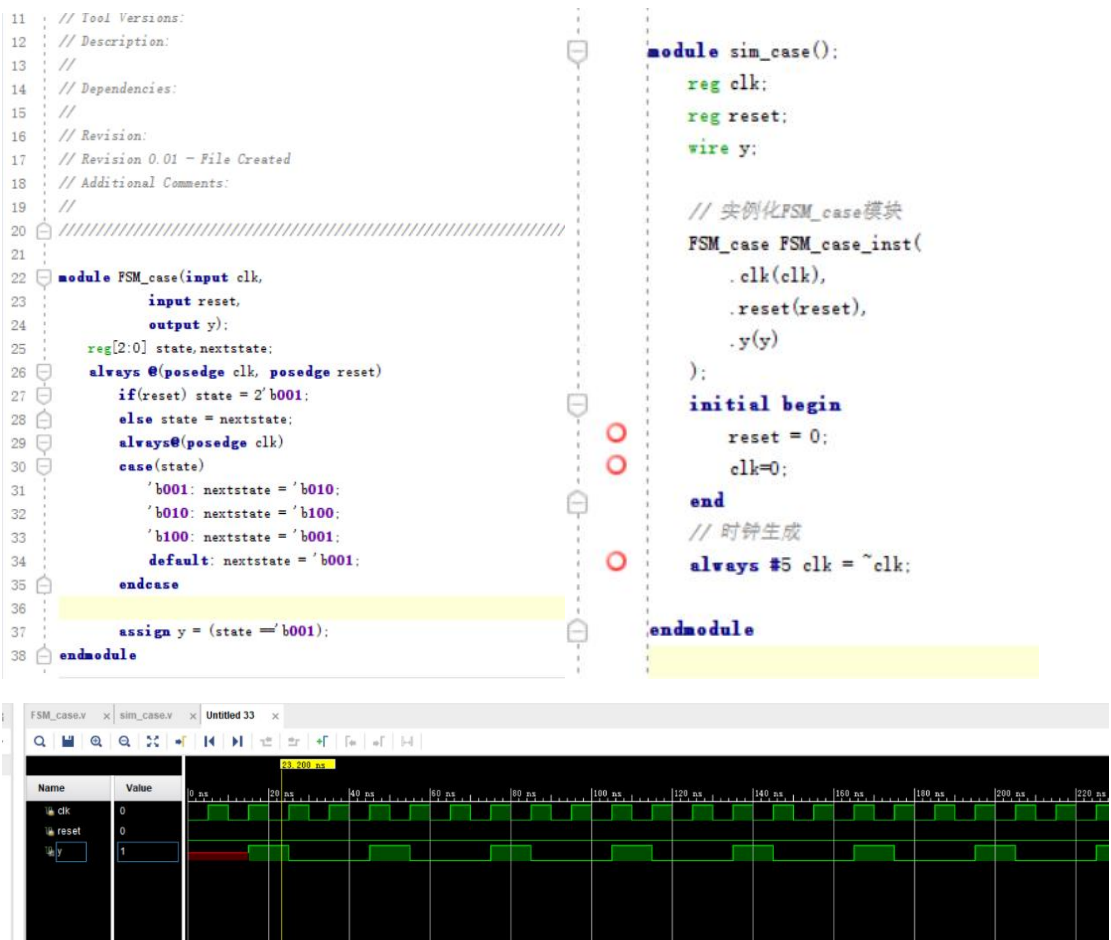 11 // Tool Versions:
12 // Description:
13 //
14 // Dependencies:
15 //
16 // Revision:
17 // Revision 0.01 - File Created
18 // Additional Comments:
19 //
20 //////////////////////////////////////////////////////////////////////
21
22 module FSM_case(input clk,
23 input reset,
24 output y);
25 reg[2:0] state,nextstate;
26 always @(posedge clk, posedge reset)
27 if(reset) state = 2'b001;
28 else state = nextstate;
29 always@(posedge clk)
30 case(state)
31 'b001: nextstate = 'b010;
32 'b010: nextstate = 'b100;
33 'b100: nextstate = 'b001;
34 default: nextstate = 'b001;
35 endcase
36
37 assign y = (state =='b001);
38 endmodule
module sim_case();
reg clk;
reg reset;
wire y;
// 实例化FSM_case模块
FSM_case FSM_case_inst(
.clk(clk),
.reset(reset),
.y(y)
);
initial begin
reset = 0;
clk=0;
end
// 时钟生成
always #5 clk = ~clk;
endmodule
FSM_case.v × sim_case.v × Untitled 33 ×
23.200 ns
Name Value
0 ns 20 ns 40 ns 60 ns 80 ns 100 ns 120 ns 140 ns 160 ns 180 ns 200 ns 220 ns
clk 0
reset 0
y 1